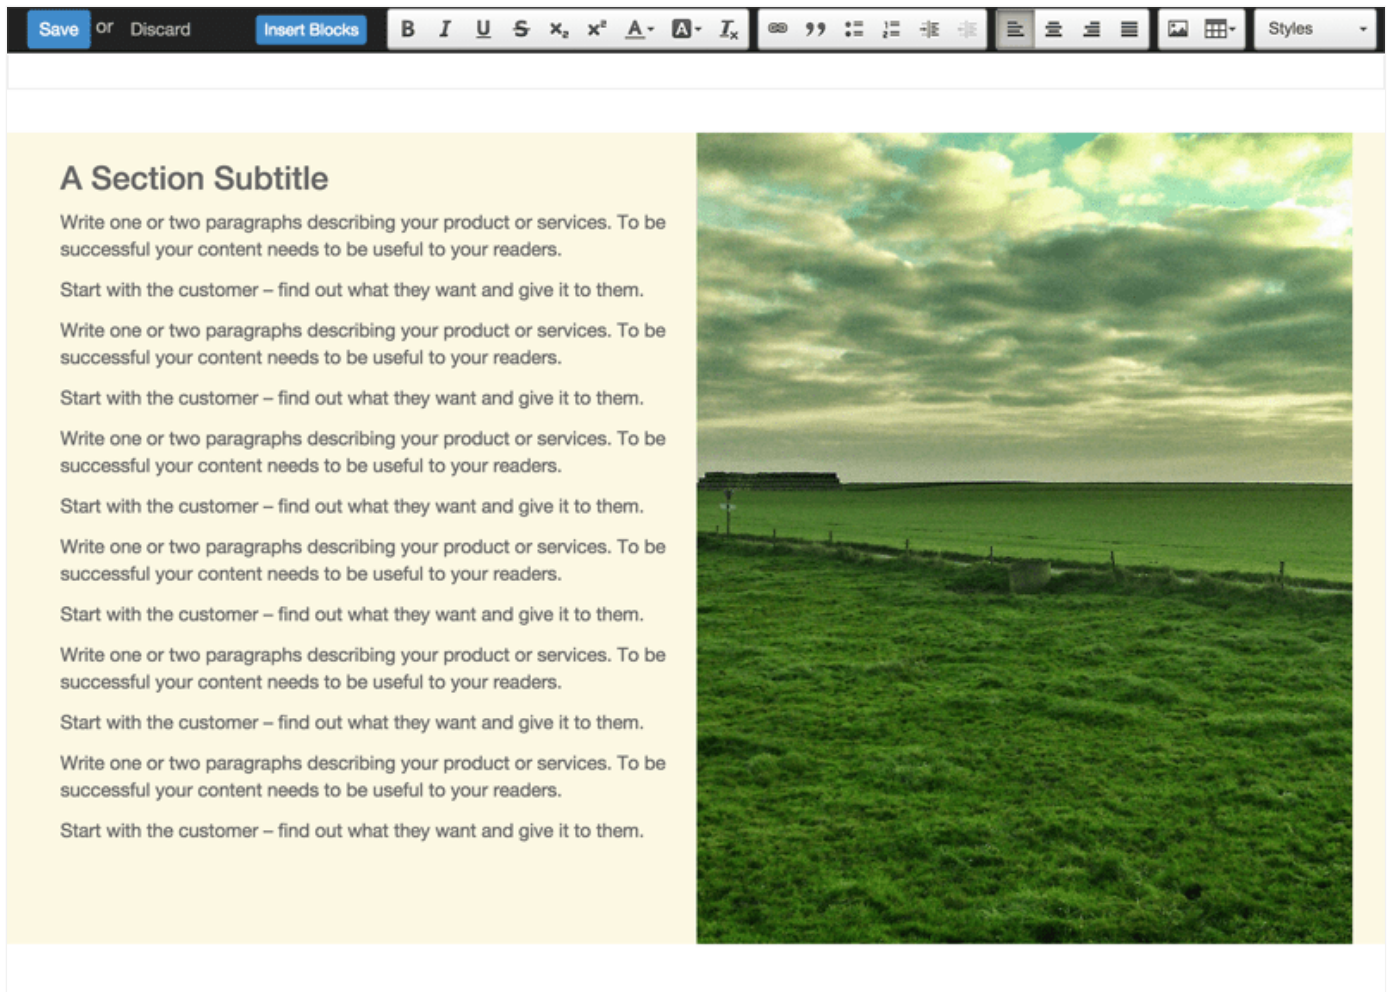 Save or Discard Insert Blocks B I U S x₂ x² A A Tx Styles
A Section Subtitle
Write one or two paragraphs describing your product or services. To be
successful your content needs to be useful to your readers.
Start with the customer – find out what they want and give it to them.
Write one or two paragraphs describing your product or services. To be
successful your content needs to be useful to your readers.
Start with the customer – find out what they want and give it to them.
Write one or two paragraphs describing your product or services. To be
successful your content needs to be useful to your readers.
Start with the customer – find out what they want and give it to them.
Write one or two paragraphs describing your product or services. To be
successful your content needs to be useful to your readers.
Start with the customer – find out what they want and give it to them.
Write one or two paragraphs describing your product or services. To be
successful your content needs to be useful to your readers.
Start with the customer – find out what they want and give it to them.
Write one or two paragraphs describing your product or services. To be
successful your content needs to be useful to your readers.
Start with the customer – find out what they want and give it to them.